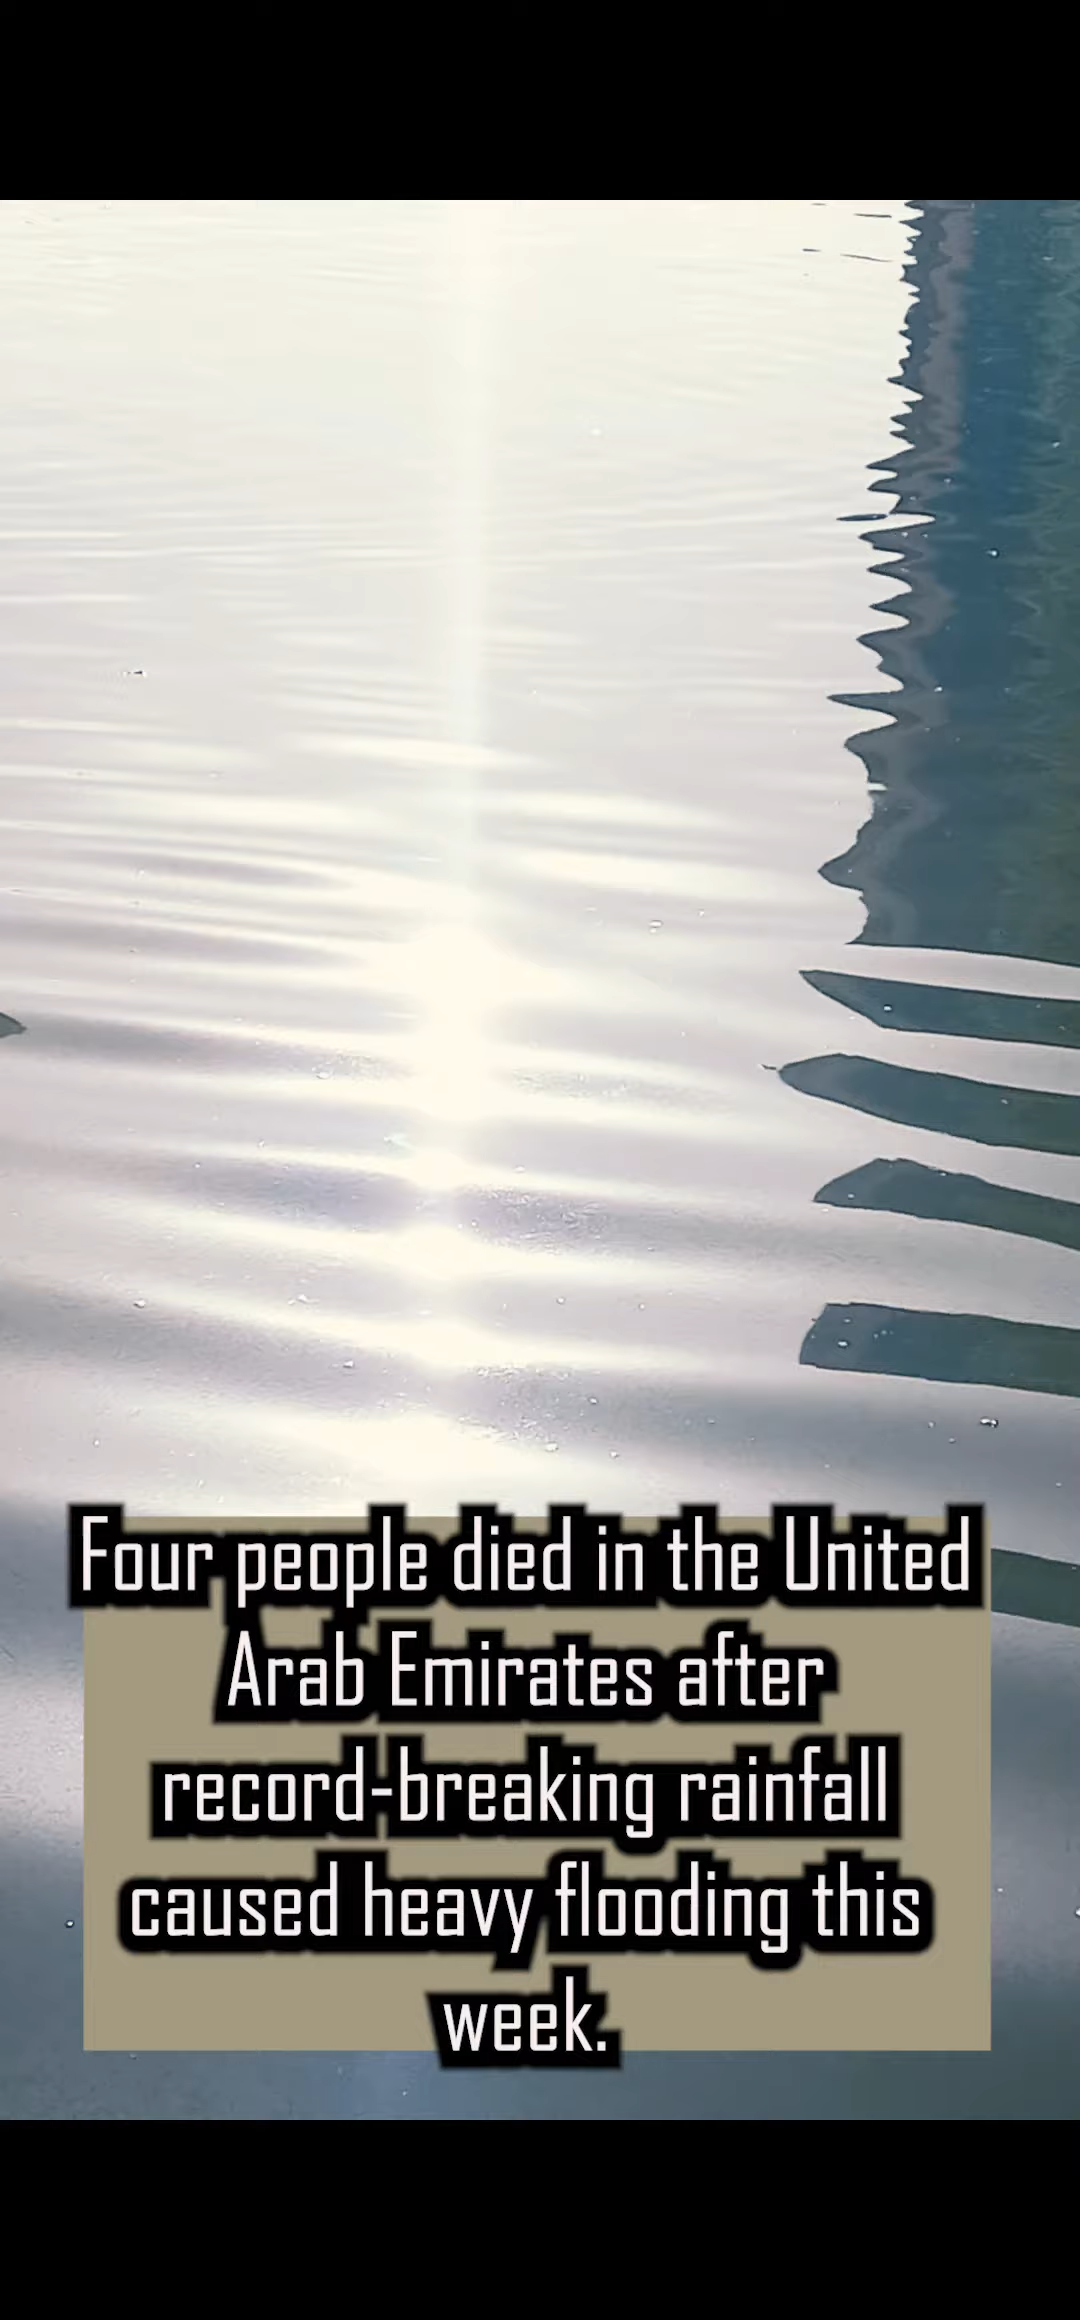 Four people died in the United
Arab Emirates after
record-breaking rainfall
caused heavy flooding this
week.